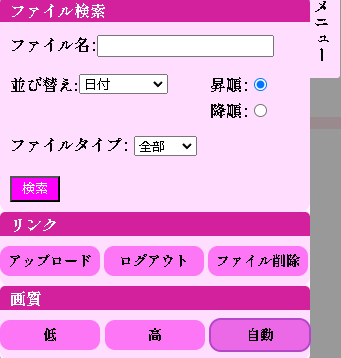 ファイル検索
メニュー
ファイル名:
並び替え: 日付 昇順:
降順:
ファイルタイプ: 全部
検索
リンク
アップロード ログアウト ファイル削除
画質
低 高 自動